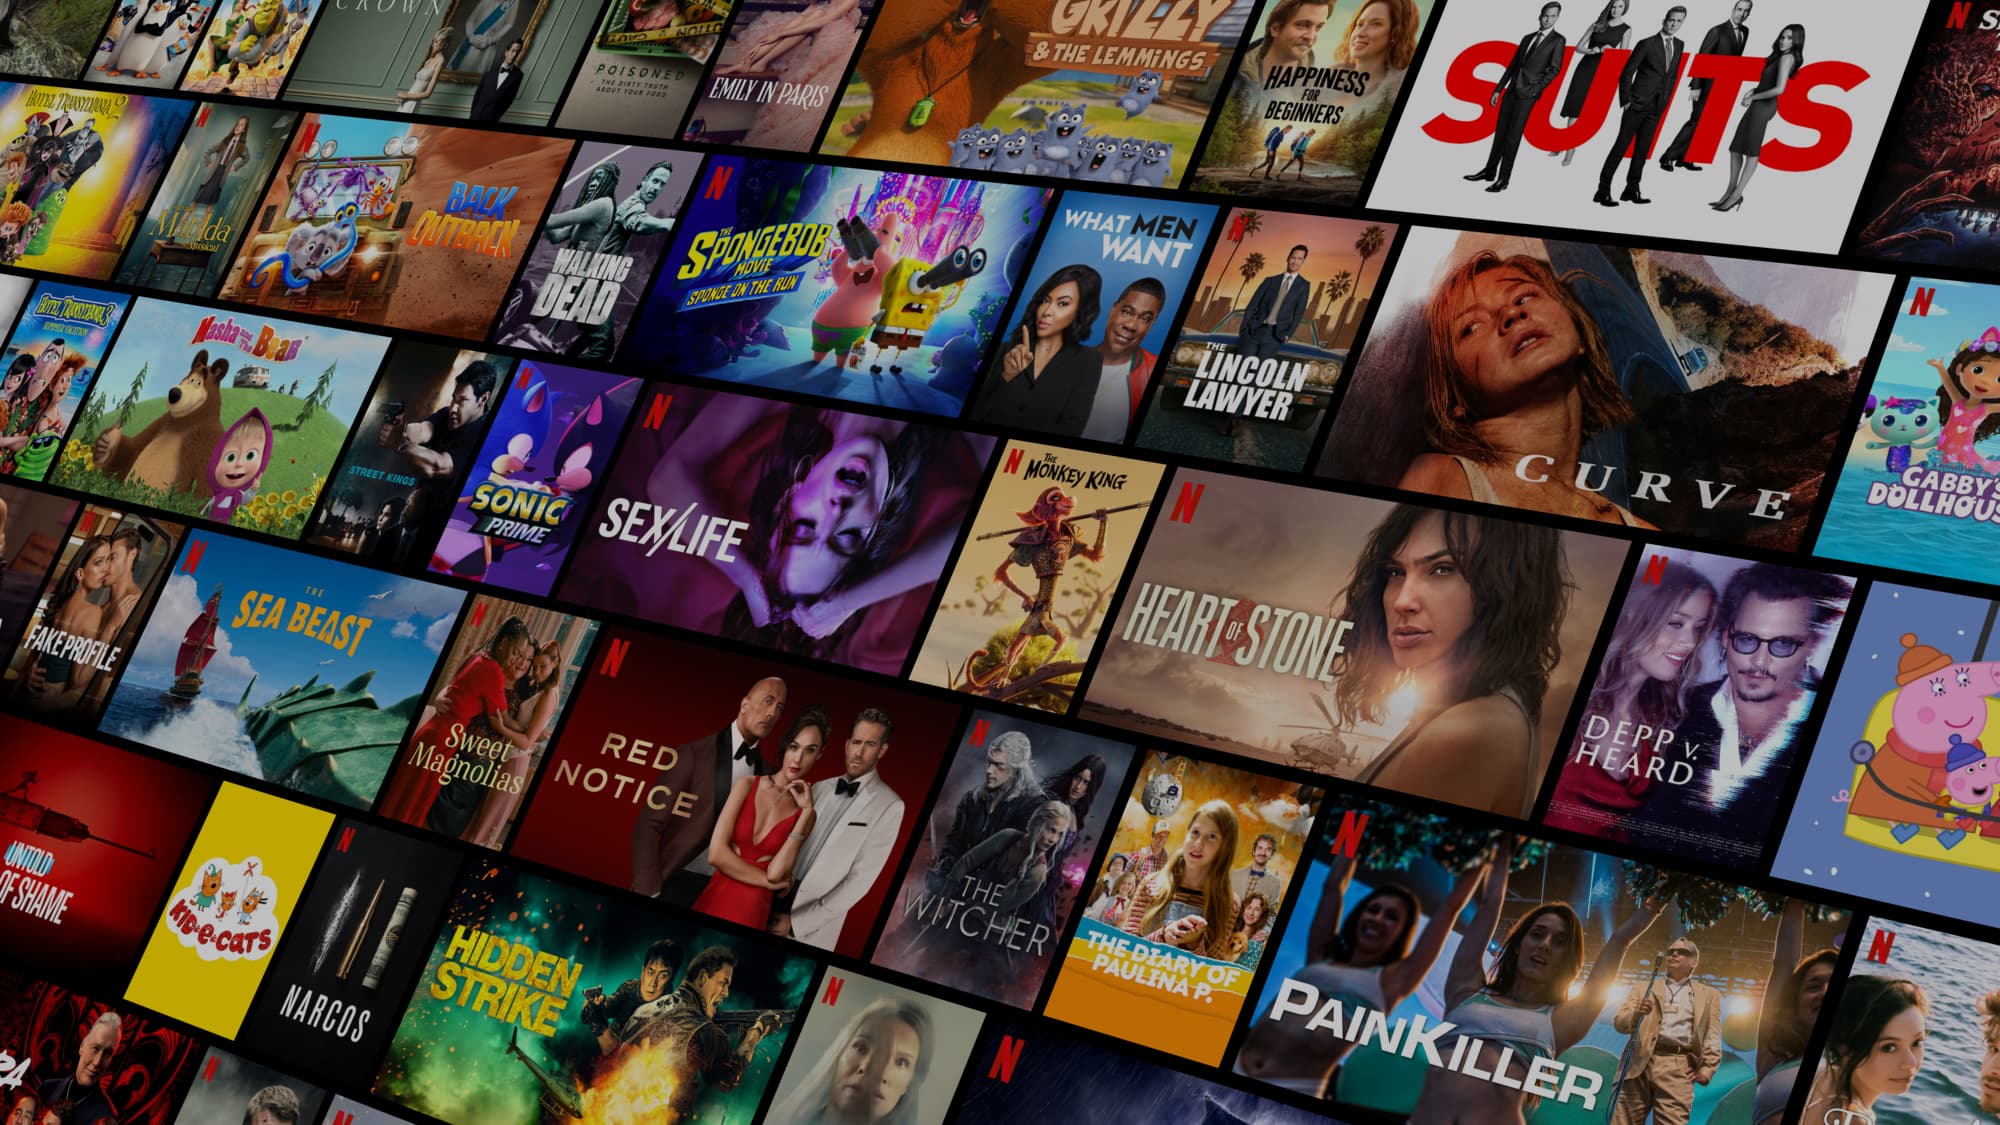 CROWN
POISONED
THE DIRTY TRUTH
ABOUT YOUR FOOD
EMILY IN PARIS
GRIZZY
& THE LEMMINGS
HAPPINESS
FOR
BEGINNERS
SUITS
HOTEL TRANSYLVANIA 2
Matilda
Musical
BACK
OUTBACK
THE
WALKING
DEAD
THE
SPONGEBOB
MOVIE
SPONGE ON THE RUN
WHAT MEN
WANT
THE
LINCOLN
LAWYER
CURVE
GABBY'S
DOLLHOUS
HOTEL TRANSYLVANIA 3
SUMMER VACATION
Masha and the Bear
STREET KINGS
SONIC
PRIME
SEX/LIFE
THE
MONKEY KING
HEART OF STONE
DEPP V.
HEARD
FAKE PROFILE
THE
SEA BEAST
Sweet
Magnolias
RED
NOTICE
THE
WITCHER
THE DIARY OF
PAULINA P.
PAINKILLER
UNTOLD
OF SHAME
KID-E-CATS
NARCOS
HIDDEN
STRIKE